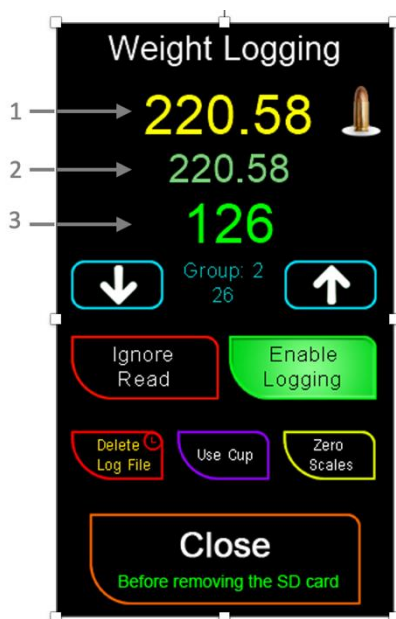 Weight Logging
1
220.58
2
220.58
3
126
Group: 2
26
Ignore
Read
Enable
Logging
Delete
Log File
Use Cup
Zero
Scales
Close
Before removing the SD card